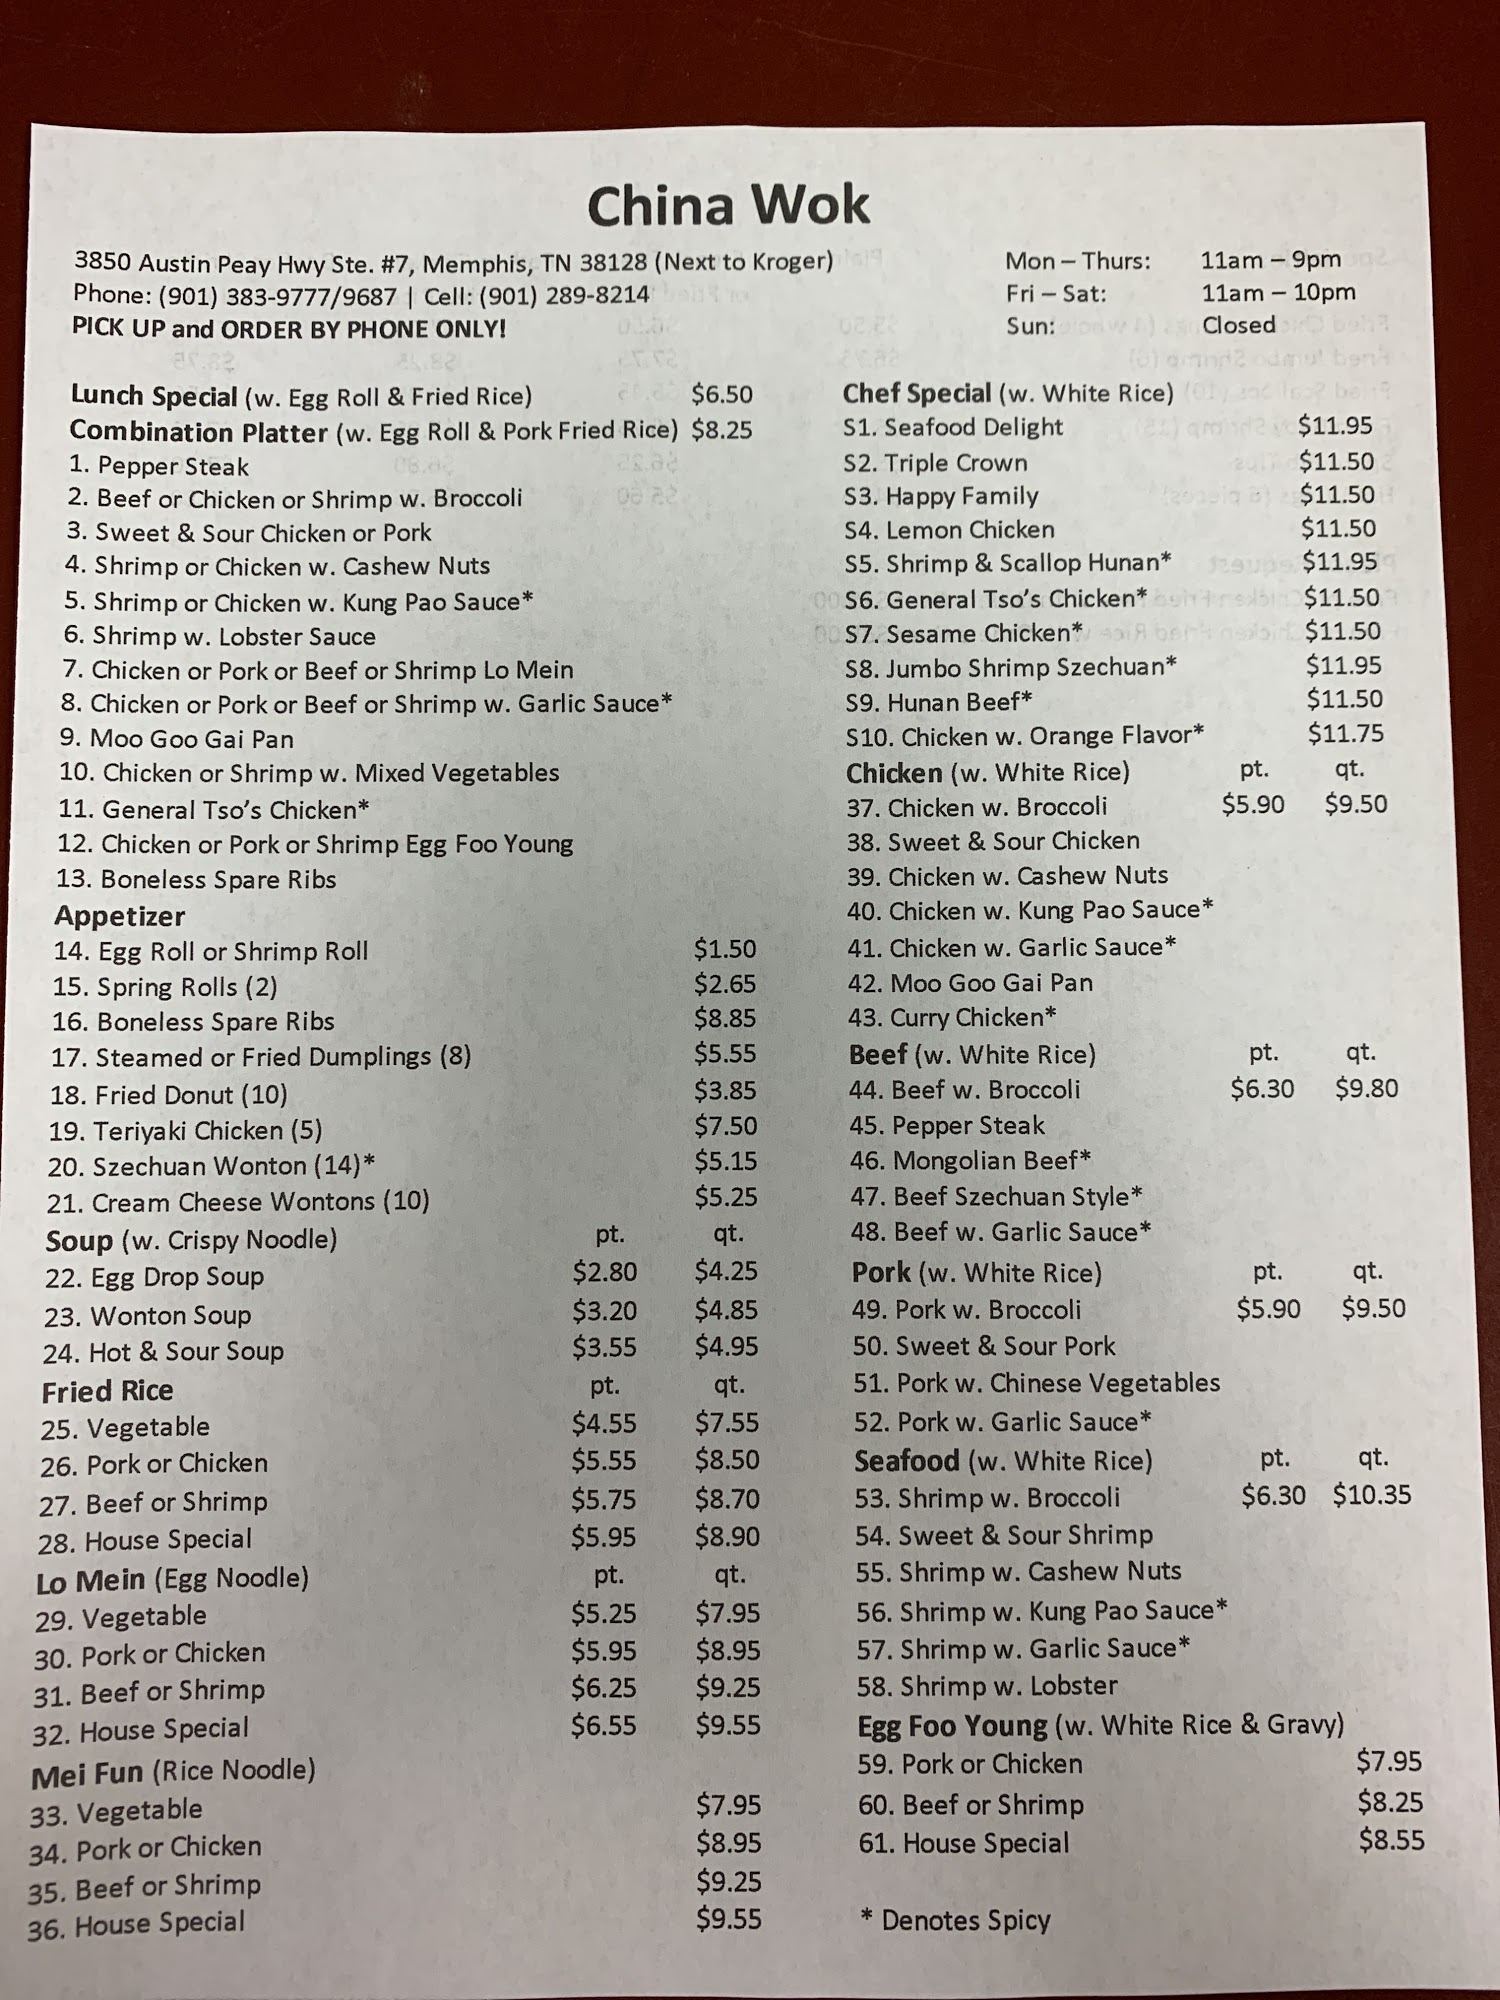 China Wok
3850 Austin Peay Hwy Ste. #7, Memphis, TN 38128 (Next to Kroger)
Phone: (901) 383-9777/9687 | Cell: (901) 289-8214
PICK UP and ORDER BY PHONE ONLY!
Mon – Thurs: 11am – 9pm
Fri – Sat: 11am – 10pm
Sun: Closed
Lunch Special (w. Egg Roll & Fried Rice) $6.50
Combination Platter (w. Egg Roll & Pork Fried Rice) $8.25
1. Pepper Steak
2. Beef or Chicken or Shrimp w. Broccoli
3. Sweet & Sour Chicken or Pork
4. Shrimp or Chicken w. Cashew Nuts
5. Shrimp or Chicken w. Kung Pao Sauce*
6. Shrimp w. Lobster Sauce
7. Chicken or Pork or Beef or Shrimp Lo Mein
8. Chicken or Pork or Beef or Shrimp w. Garlic Sauce*
9. Moo Goo Gai Pan
10. Chicken or Shrimp w. Mixed Vegetables
11. General Tso's Chicken*
12. Chicken or Pork or Shrimp Egg Foo Young
13. Boneless Spare Ribs
Appetizer
14. Egg Roll or Shrimp Roll $1.50
15. Spring Rolls (2) $2.65
16. Boneless Spare Ribs $8.85
17. Steamed or Fried Dumplings (8) $5.55
18. Fried Donut (10) $3.85
19. Teriyaki Chicken (5) $7.50
20. Szechuan Wonton (14)* $5.15
21. Cream Cheese Wontons (10) $5.25
Soup (w. Crispy Noodle) pt. qt.
22. Egg Drop Soup $2.80 $4.25
23. Wonton Soup $3.20 $4.85
24. Hot & Sour Soup $3.55 $4.95
Fried Rice pt. qt.
25. Vegetable $4.55 $7.55
26. Pork or Chicken $5.55 $8.50
27. Beef or Shrimp $5.75 $8.70
28. House Special $5.95 $8.90
Lo Mein (Egg Noodle) pt. qt.
29. Vegetable $5.25 $7.95
30. Pork or Chicken $5.95 $8.95
31. Beef or Shrimp $6.25 $9.25
32. House Special $6.55 $9.55
Mei Fun (Rice Noodle)
33. Vegetable $7.95
34. Pork or Chicken $8.95
35. Beef or Shrimp $9.25
36. House Special $9.55
Chef Special (w. White Rice)
S1. Seafood Delight $11.95
S2. Triple Crown $11.50
S3. Happy Family $11.50
S4. Lemon Chicken $11.50
S5. Shrimp & Scallop Hunan* $11.95
S6. General Tso's Chicken* $11.50
S7. Sesame Chicken* $11.50
S8. Jumbo Shrimp Szechuan* $11.95
S9. Hunan Beef* $11.50
S10. Chicken w. Orange Flavor* $11.75
Chicken (w. White Rice) pt. qt.
37. Chicken w. Broccoli $5.90 $9.50
38. Sweet & Sour Chicken
39. Chicken w. Cashew Nuts
40. Chicken w. Kung Pao Sauce*
41. Chicken w. Garlic Sauce*
42. Moo Goo Gai Pan
43. Curry Chicken*
Beef (w. White Rice) pt. qt.
44. Beef w. Broccoli $6.30 $9.80
45. Pepper Steak
46. Mongolian Beef*
47. Beef Szechuan Style*
48. Beef w. Garlic Sauce*
Pork (w. White Rice) pt. qt.
49. Pork w. Broccoli $5.90 $9.50
50. Sweet & Sour Pork
51. Pork w. Chinese Vegetables
52. Pork w. Garlic Sauce*
Seafood (w. White Rice) pt. qt.
53. Shrimp w. Broccoli $6.30 $10.35
54. Sweet & Sour Shrimp
55. Shrimp w. Cashew Nuts
56. Shrimp w. Kung Pao Sauce*
57. Shrimp w. Garlic Sauce*
58. Shrimp w. Lobster
Egg Foo Young (w. White Rice & Gravy)
59. Pork or Chicken $7.95
60. Beef or Shrimp $8.25
61. House Special $8.55
* Denotes Spicy